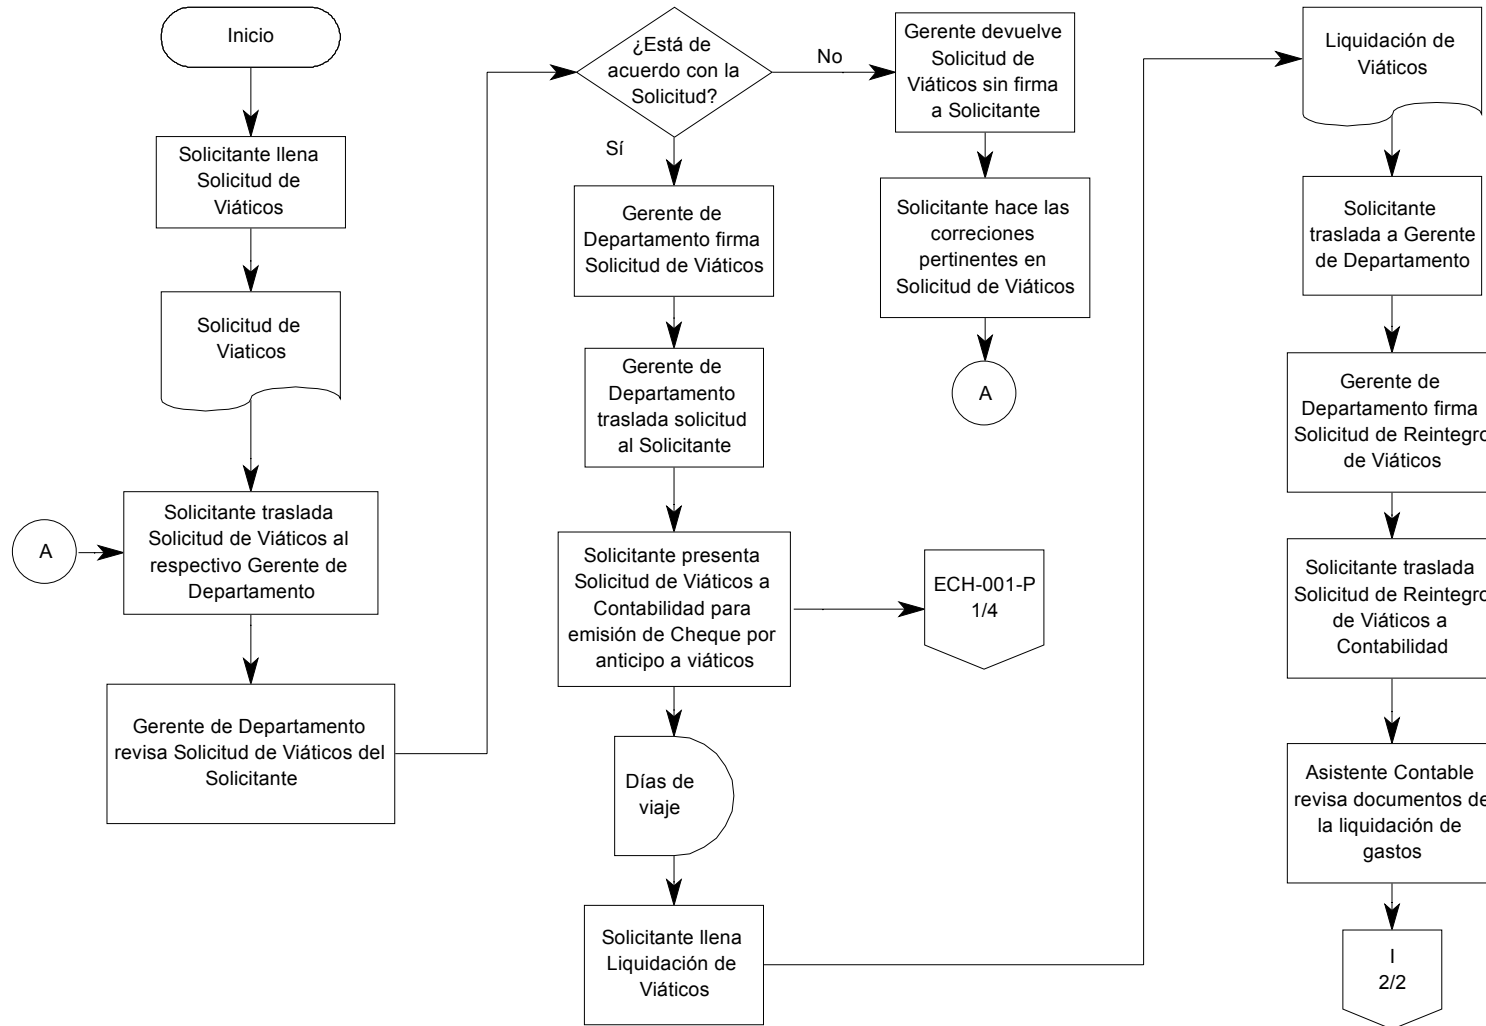 Inicio
Solicitante llena
Solicitud de
Viáticos
Solicitud de
Viaticos
A
Solicitante traslada
Solicitud de Viáticos al
respectivo Gerente de
Departamento
Gerente de Departamento
revisa Solicitud de Viáticos del
Solicitante
¿Está de
acuerdo con la
Solicitud?
No
Sí
Gerente de
Departamento firma
Solicitud de Viáticos
Gerente de
Departamento
traslada solicitud
al Solicitante
Solicitante presenta
Solicitud de Viáticos a
Contabilidad para
emisión de Cheque por
anticipo a viáticos
Días de
viaje
Solicitante llena
Liquidación de
Viáticos
Gerente devuelve
Solicitud de
Viáticos sin firma
a Solicitante
Solicitante hace las
correciones
pertinentes en
Solicitud de Viáticos
A
ECH-001-P
1/4
Liquidación de
Viáticos
Solicitante
traslada a Gerente
de Departamento
Gerente de
Departamento firma
Solicitud de Reintegro
de Viáticos
Solicitante traslada
Solicitud de Reintegro
de Viáticos a
Contabilidad
Asistente Contable
revisa documentos de
la liquidación de
gastos
I
2/2